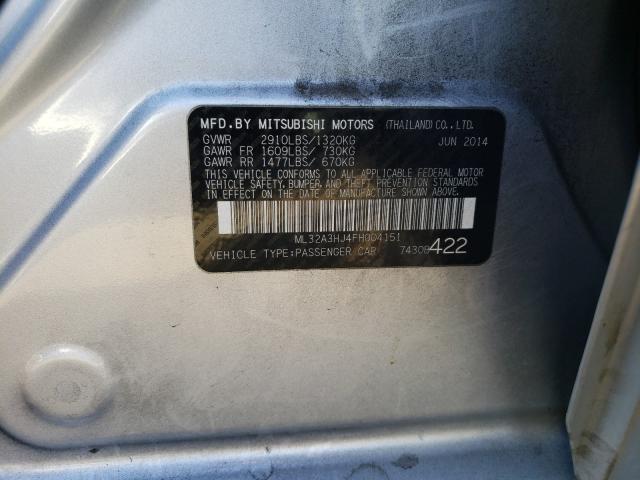 MFD.BY MITSUBISHI MOTORS (THAILAND) CO., LTD.
GVWR 2910LBS/1320KG JUN 2014
GAWR FR 1609LBS/ 730KG
GAWR RR 1477LBS/ 670KG
THIS VEHICLE CONFORMS TO ALL APPLICABLE FEDERAL MOTOR
VEHICLE SAFETY, BUMPER, AND THEFT PREVENTION STANDARDS
IN EFFECT ON THE DATE OF MANUFACTURE SHOWN ABOVE.
ML32A3HJ4FH004151
VEHICLE TYPE:PASSENGER CAR 7430B422